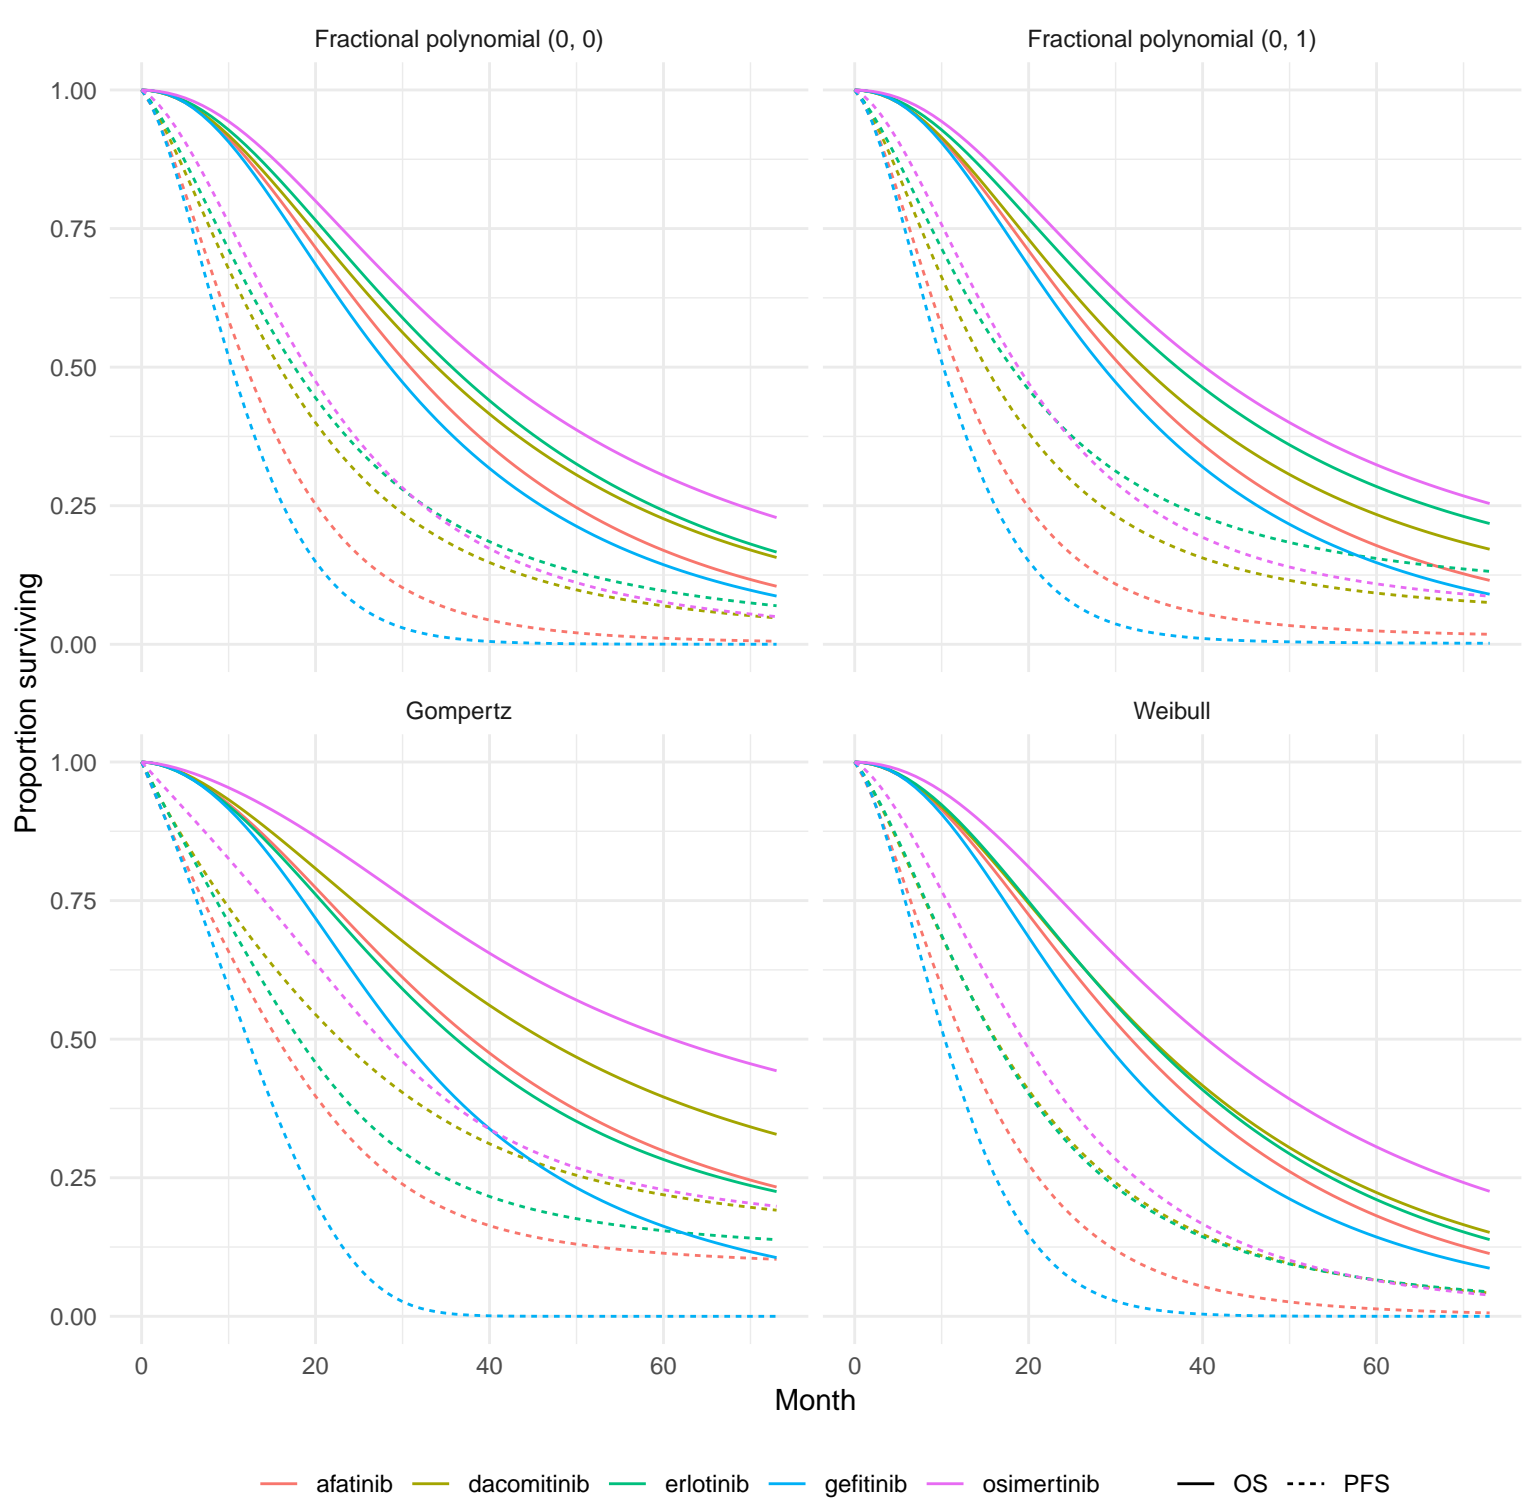 Fractional polynomial (0, 0)
Fractional polynomial (0, 1)
1.00
0.75
0.50
0.25
0.00
Proportion surviving
Gompertz
Weibull
1.00
0.75
0.50
0.25
0.00
0 20 40 60
0 20 40 60
Month
afatinib dacomitinib erlotinib gefitinib osimertinib OS PFS